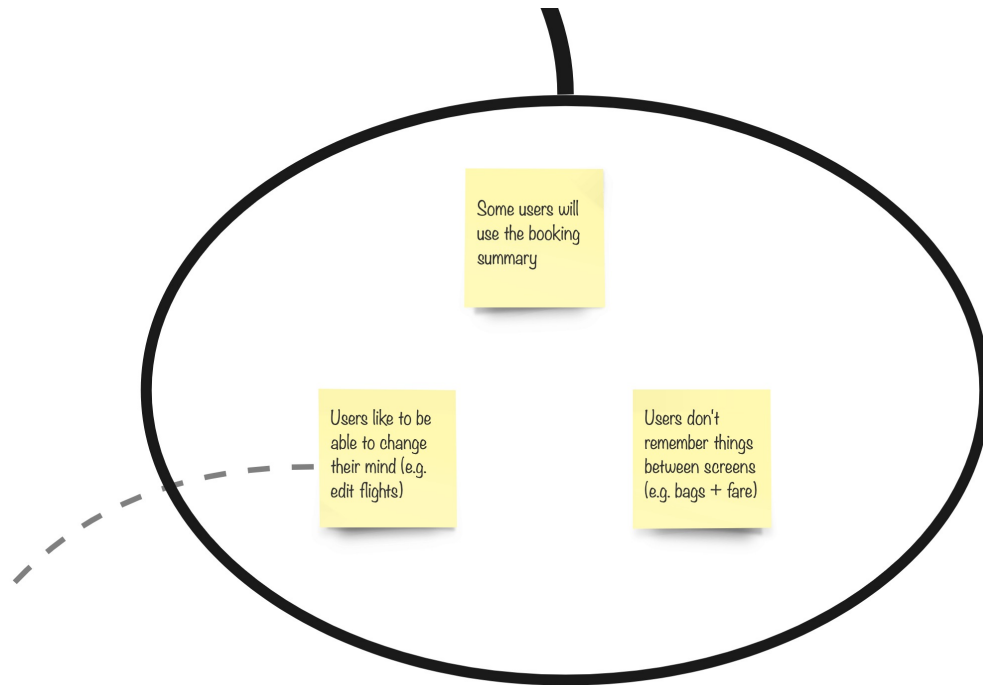 Some users will
use the booking
summary
Users like to be
able to change
their mind (e.g.
edit flights)
Users don't
remember things
between screens
(e.g. bags + fare)